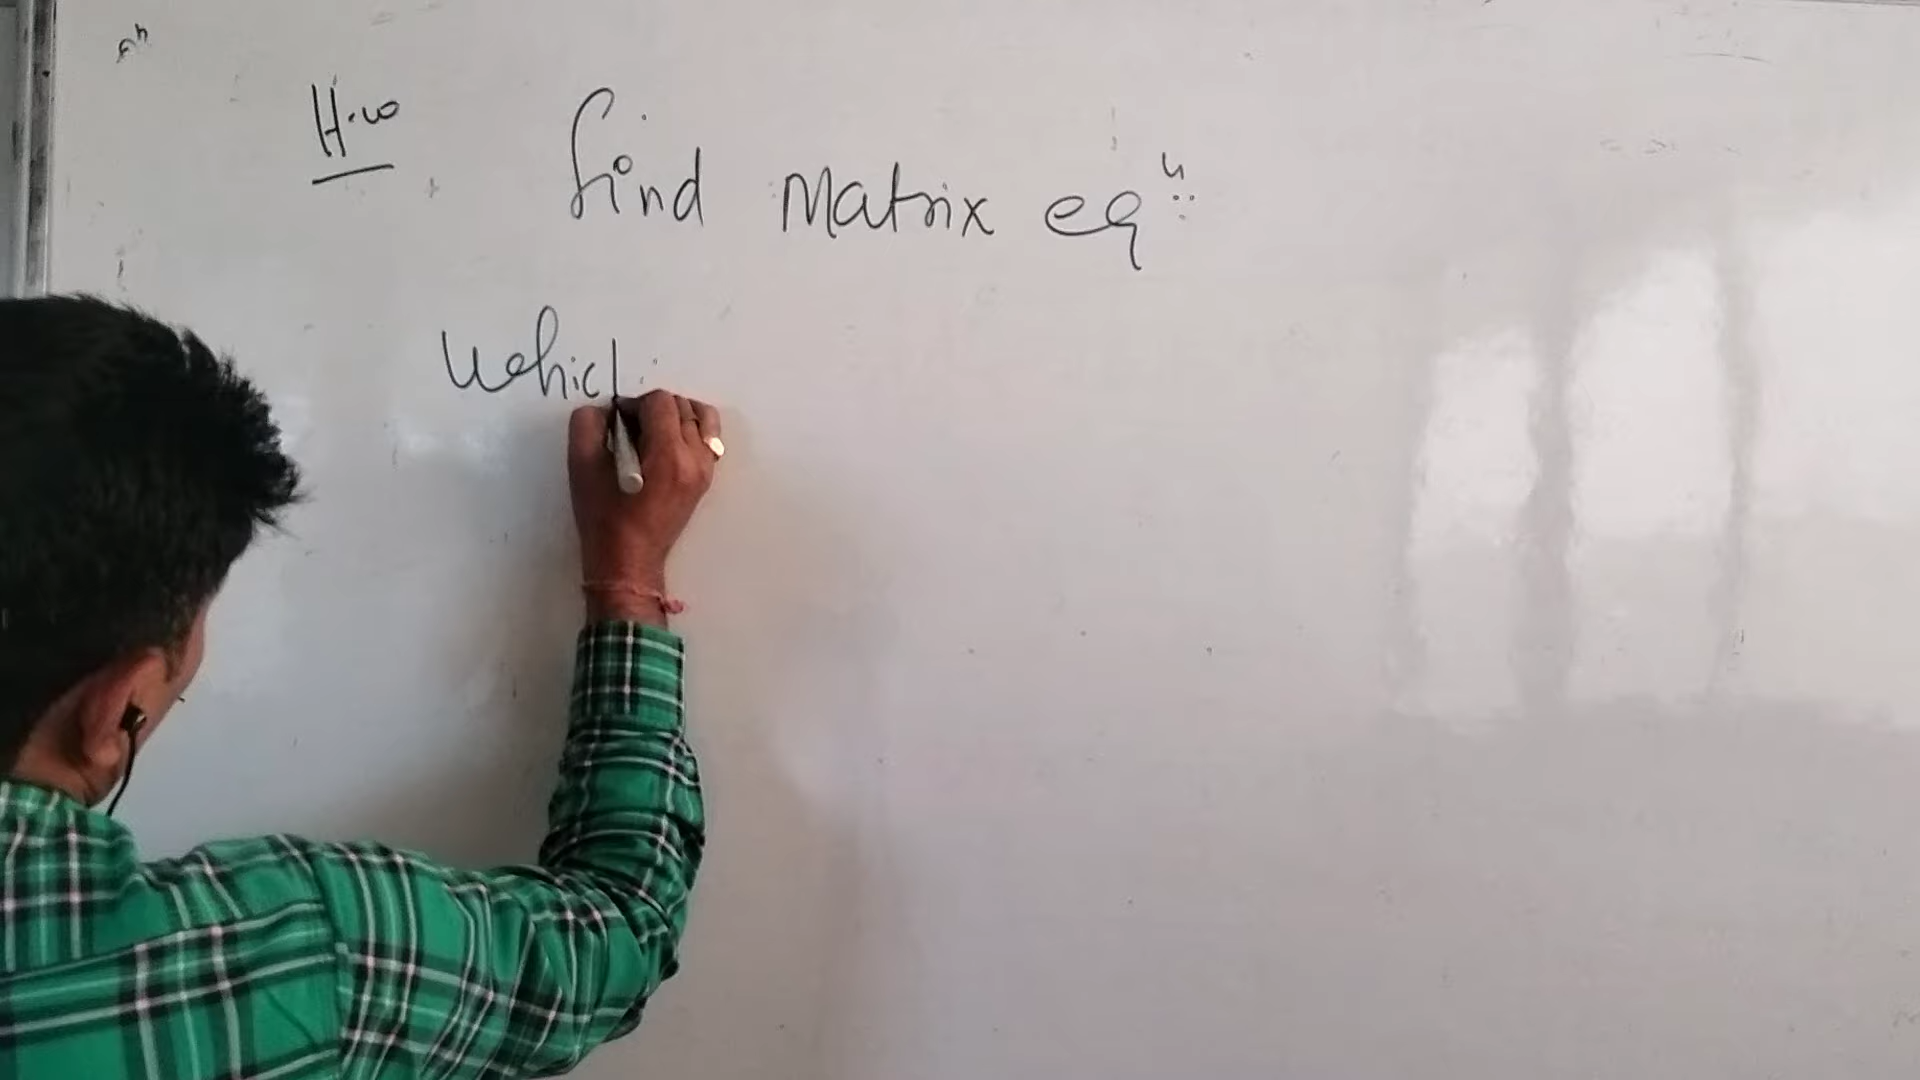 H.w
find Matrix eqⁿ
which